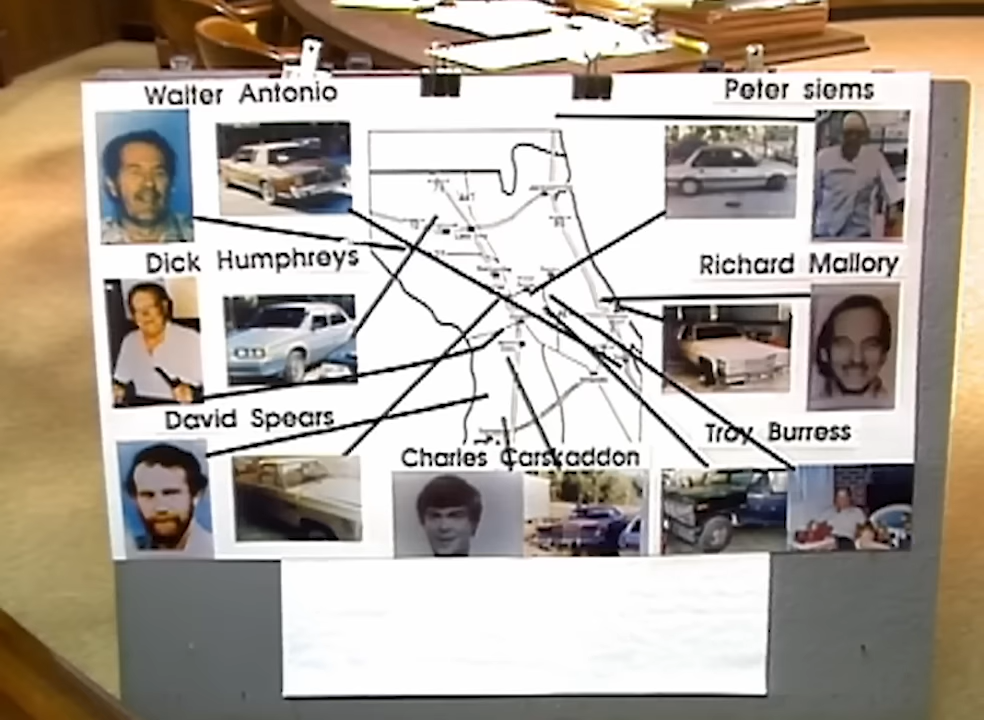 Walter Antonio
Peter siems
Dick Humphreys
Richard Mallory
David Spears
Troy Burress
Charles Carskaddon